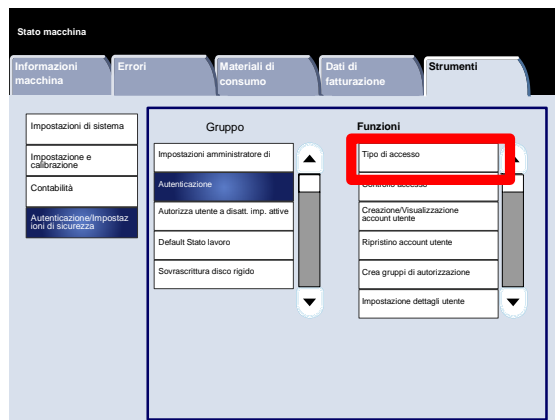 Stato macchina
Informazioni macchina
Errori
Materiali di consumo
Dati di fatturazione
Strumenti
Impostazioni di sistema
Impostazione e calibrazione
Contabilità
Autenticazione/Impostaz
ioni di sicurezza
Gruppo
Impostazioni amministratore di
Autenticazione
Autorizza utente a disatt. imp. attive
Default Stato lavoro
Sovrascrittura disco rigido
Funzioni
Tipo di accesso
Controllo accesso
Creazione/Visualizzazione
account utente
Ripristino account utente
Crea gruppi di autorizzazione
Impostazione dettagli utente